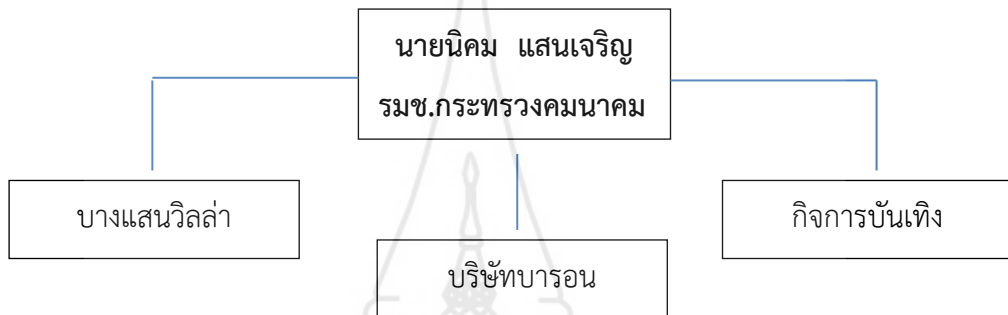 นายนิคม แสนเจริญ
รมช.กระทรวงคมนาคม
บางแสนวิลล่า
กิจการบันเทิง
บริษัทบารอน